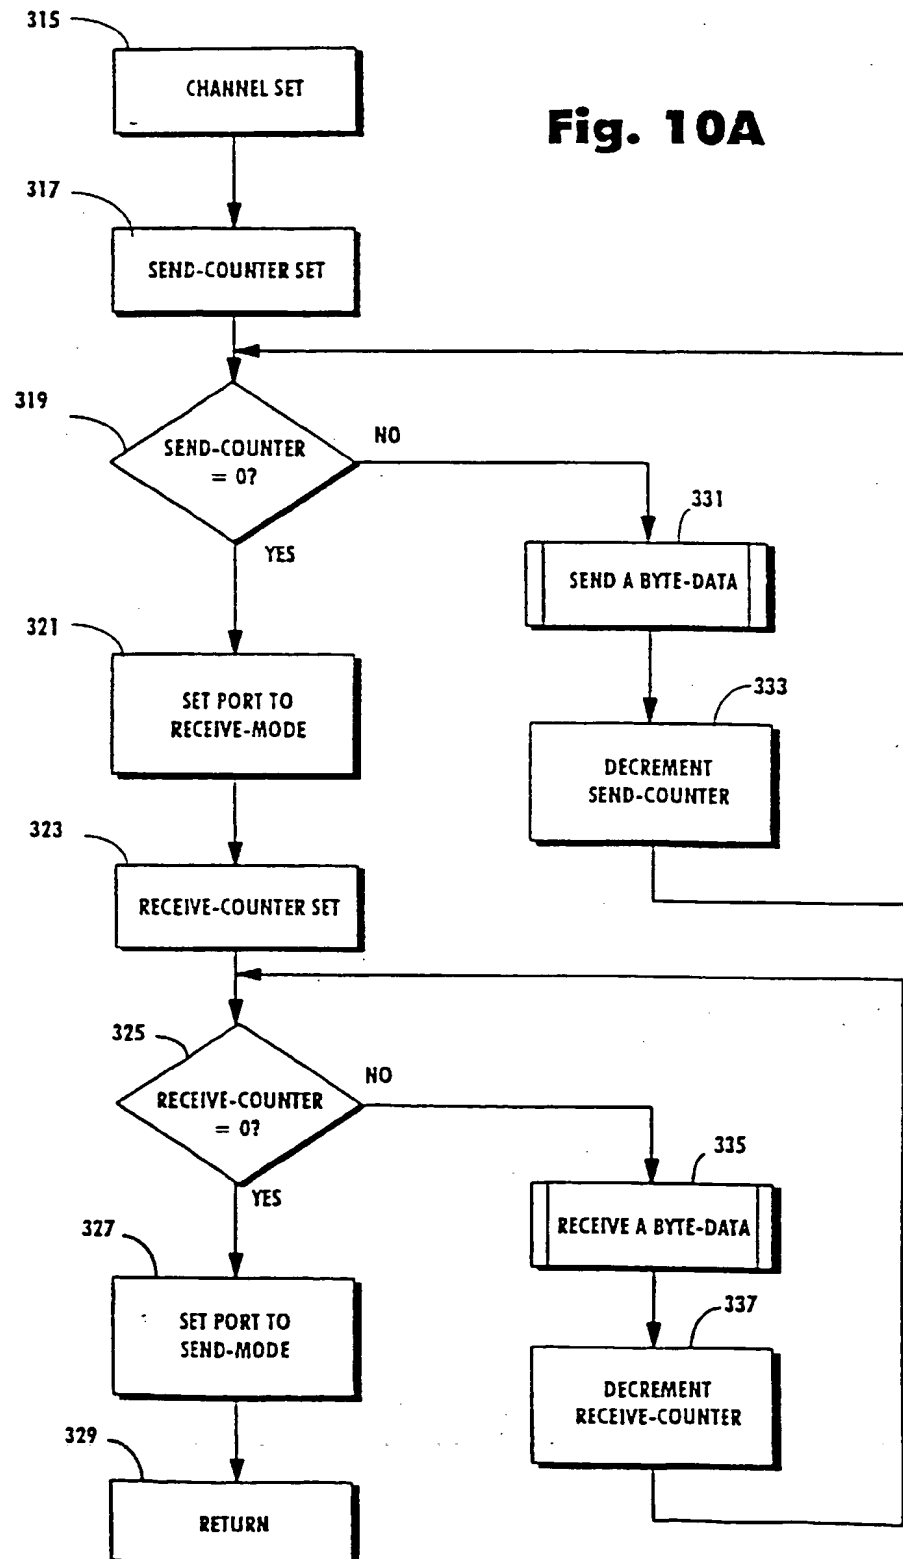 315
CHANNEL SET
Fig. 10A
317
SEND-COUNTER SET
319
SEND-COUNTER
= 0?
NO
YES
331
SEND A BYTE-DATA
321
SET PORT TO
RECEIVE-MODE
333
DECREMENT
SEND-COUNTER
323
RECEIVE-COUNTER SET
325
RECEIVE-COUNTER
= 0?
NO
YES
335
RECEIVE A BYTE-DATA
327
SET PORT TO
SEND-MODE
337
DECREMENT
RECEIVE-COUNTER
329
RETURN